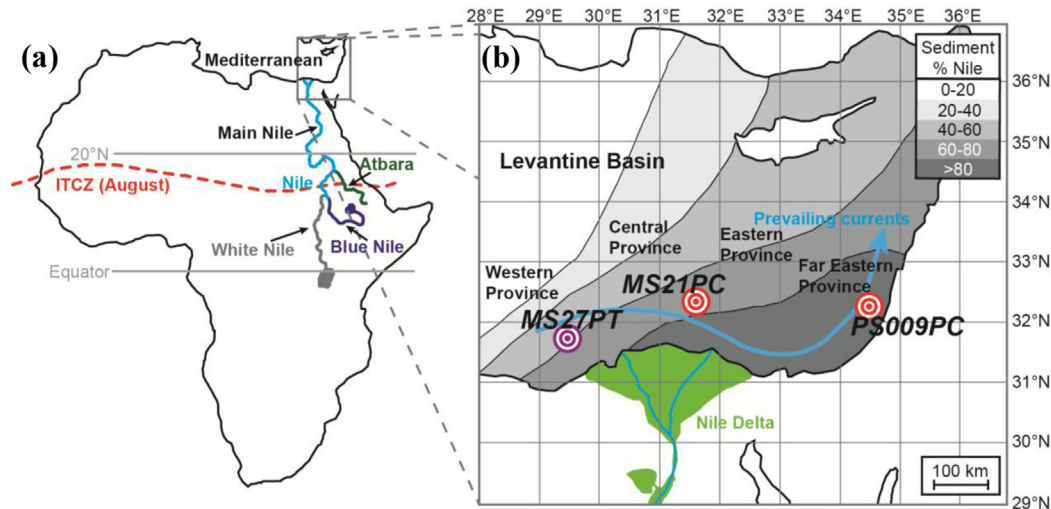 (a)
Mediterranean
Main Nile
20°N
Atbara
ITCZ (August)
Nile
White Nile
Blue Nile
Equator
(b)
28°E 29°E 30°E 31°E 32°E 33°E 34°E 35°E 36°E
Sediment
% Nile
0-20
20-40
40-60
60-80
>80
36°N
35°N
34°N
33°N
32°N
31°N
30°N
29°N
Levantine Basin
Prevailing currents
Central
Province
Eastern
Province
Far Eastern
Province
Western
Province
MS21PC
MS27PT
PS009PC
Nile Delta
100 km